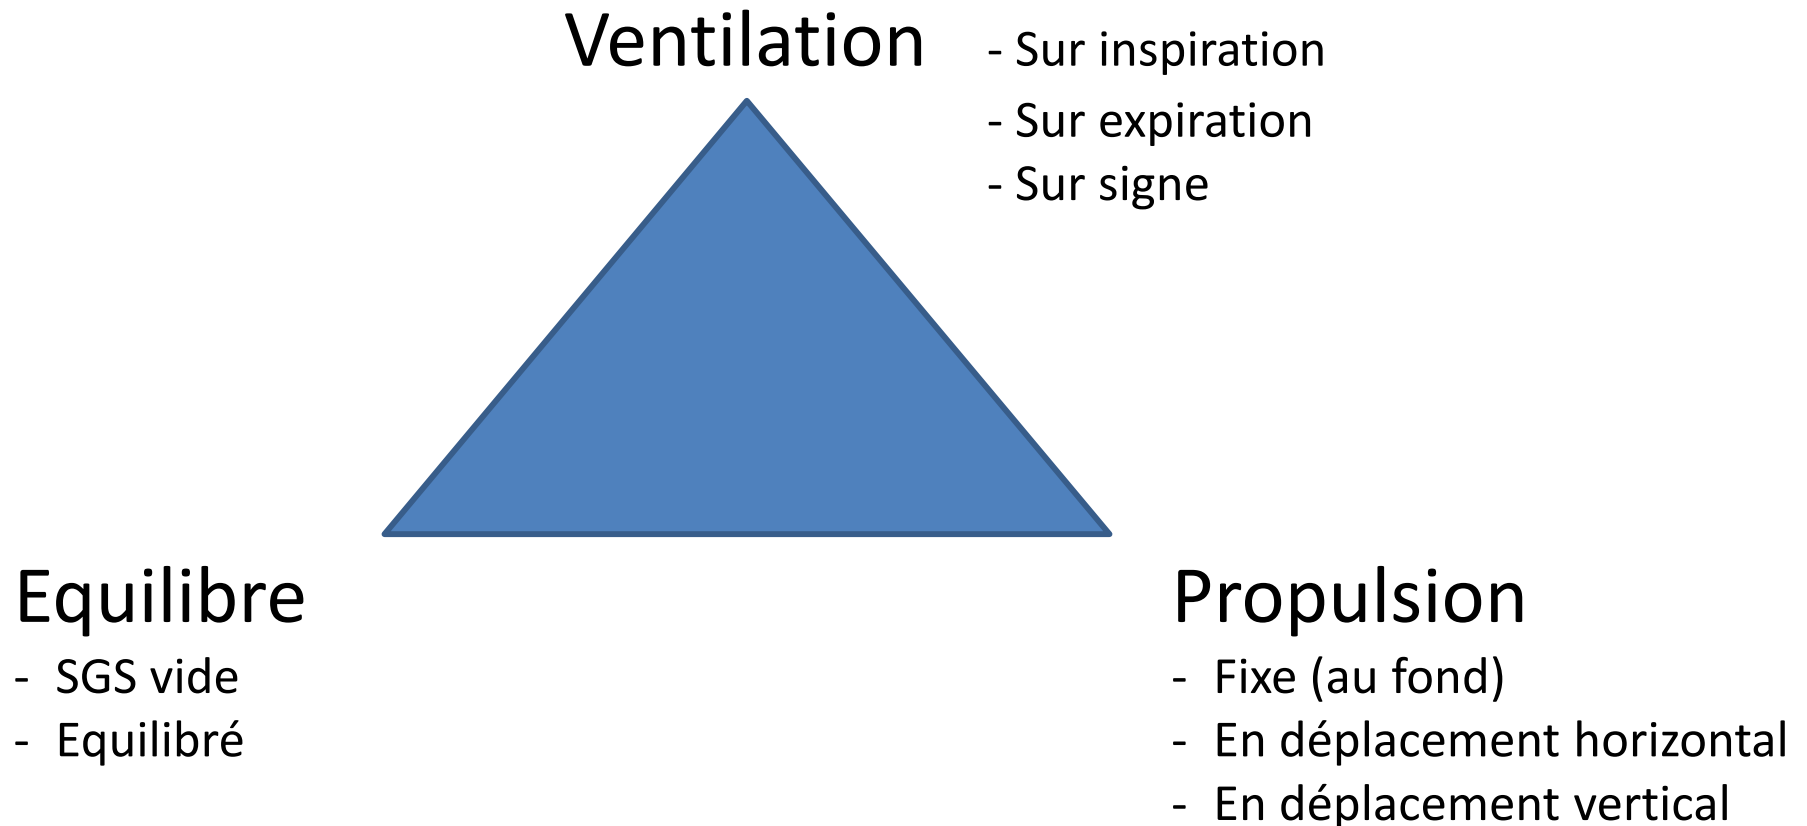 Ventilation
- Sur inspiration
- Sur expiration
- Sur signe
Equilibre
- SGS vide
- Equilibré
Propulsion
- Fixe (au fond)
- En déplacement horizontal
- En déplacement vertical